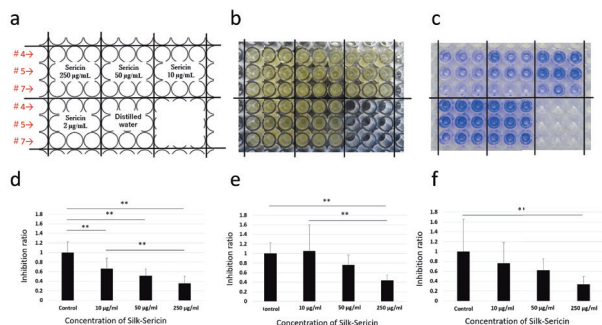 a
b
c
# 4→
# 5→
# 7→
# 4→
# 5→
# 7→
Sericin
250 µg/mL
Sericin
50 µg/mL
Sericin
10 µg/mL
Sericin
2 µg/mL
Distilled
water
d
**
**
**
**
Inhibition ratio
1.8
1.6
1.4
1.2
1
0.8
0.6
0.4
0.2
0
Control
10 µg/ml
50 µg/ml
250 µg/ml
Concentration of Silk-Sericin
e
**
**
Inhibition ratio
1.8
1.6
1.4
1.2
1
0.8
0.6
0.4
0.2
0
Control
10 µg/ml
50 µg/ml
250 µg/ml
Concentration of Silk-Sericin
f
Inhibition ratio
1.8
1.6
1.4
1.2
1
0.8
0.6
0.4
0.2
0
Control
10 µg/ml
50 µg/ml
250 µg/ml
Concentration of Silk-Sericin